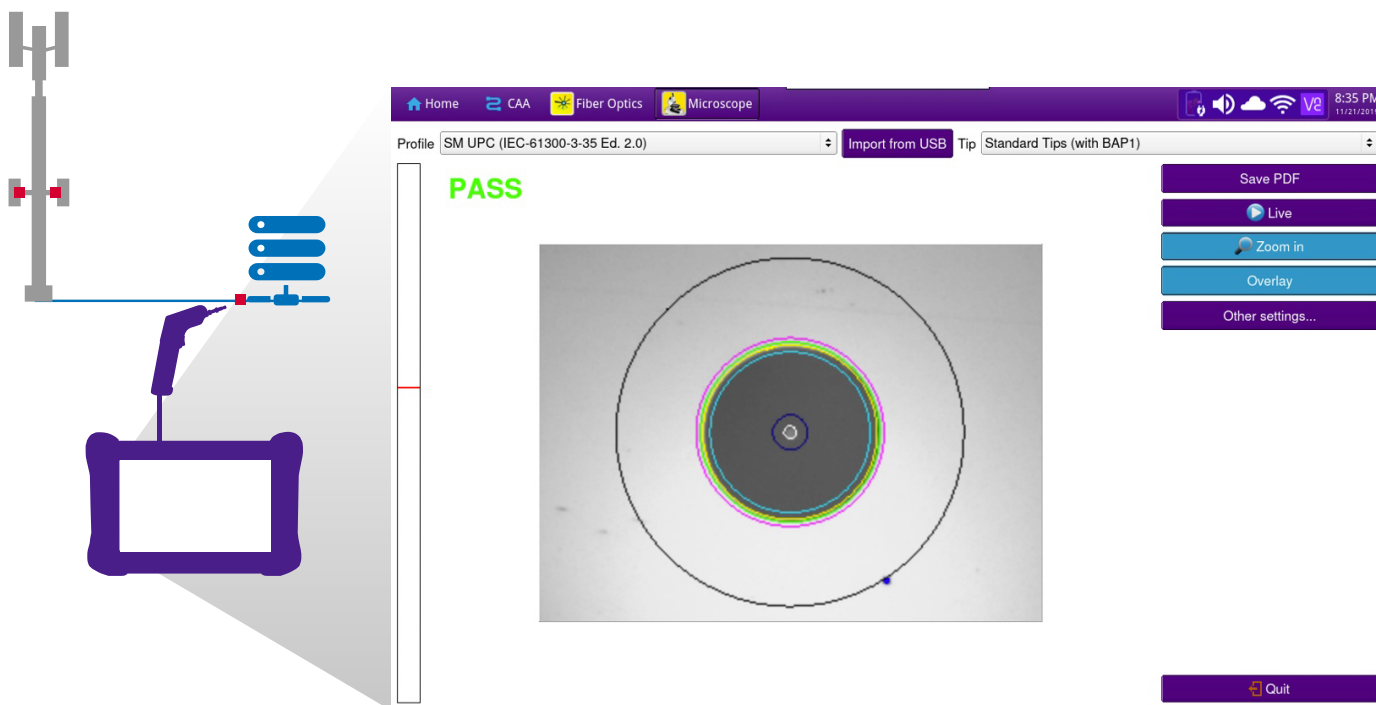 Home CAA Fiber Optics Microscope 8:35 PM
Profile SM UPC (IEC-61300-3-35 Ed. 2.0) Import from USB Tip Standard Tips (with BAP1)
PASS
Save PDF
Live
Zoom in
Overlay
Other settings...
Quit